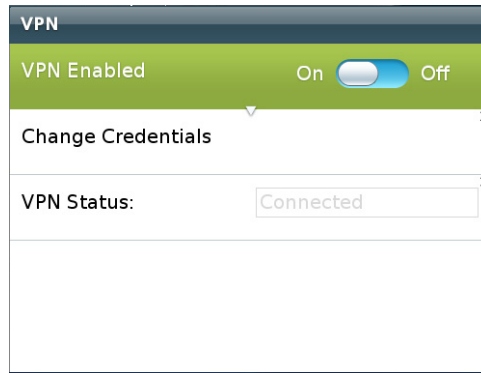 VPN
VPN Enabled On Off
Change Credentials
VPN Status: Connected